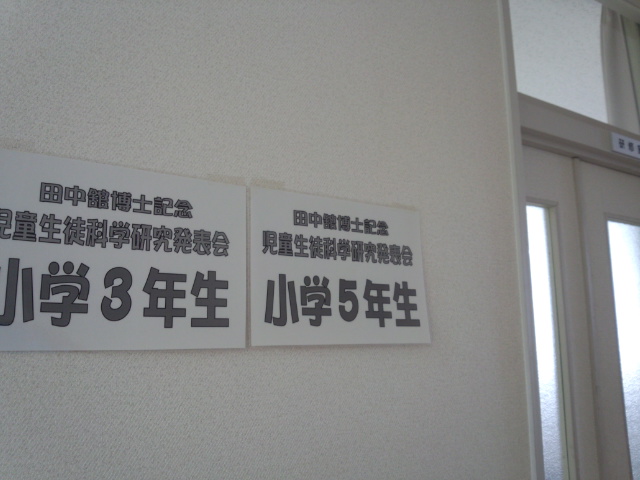 田中舘博士記念
児童生徒科学研究発表会
小学3年生
田中舘博士記念
児童生徒科学研究発表会
小学5年生